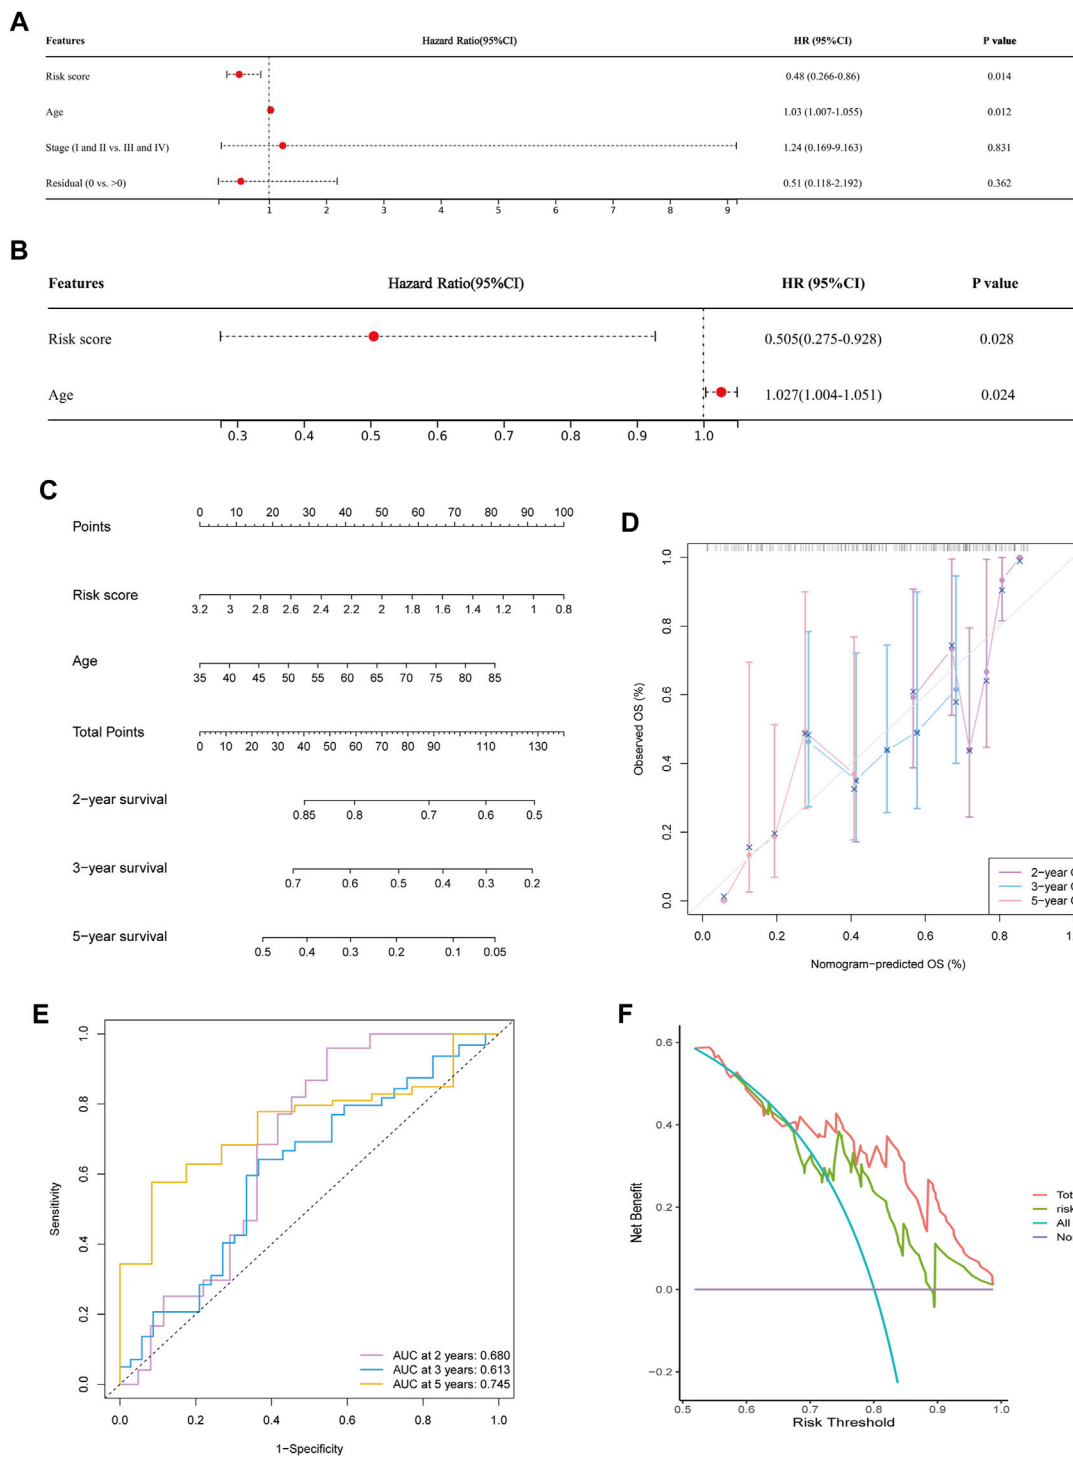 A
Features Hazard Ratio(95%CI) HR (95%CI) P value
Risk score 0.48 (0.266-0.86) 0.014
Age 1.03 (1.007-1.055) 0.012
Stage (I and II vs. III and IV) 1.24 (0.169-9.163) 0.831
Residual (0 vs. >0) 0.51 (0.118-2.192) 0.362
1 2 3 4 5 6 7 8 9
B
Features Hazard Ratio(95%CI) HR (95%CI) P value
Risk score 0.505(0.275-0.928) 0.028
Age 1.027(1.004-1.051) 0.024
0.3 0.4 0.5 0.6 0.7 0.8 0.9 1.0
C
Points 0 10 20 30 40 50 60 70 80 90 100
Risk score 3.2 3 2.8 2.6 2.4 2.2 2 1.8 1.6 1.4 1.2 1 0.8
Age 35 40 45 50 55 60 65 70 75 80 85
Total Points 0 10 20 30 40 50 60 70 80 90 110 130
2−year survival 0.85 0.8 0.7 0.6 0.5
3−year survival 0.7 0.6 0.5 0.4 0.3 0.2
5−year survival 0.5 0.4 0.3 0.2 0.1 0.05
D
Observed OS (%)
1.0
0.8
0.6
0.4
0.2
0.0
2−year
3−year
5−year
0.0 0.2 0.4 0.6 0.8
Nomogram−predicted OS (%)
E
Sensitivity
1.0
0.8
0.6
0.4
0.2
0.0
AUC at 2 years: 0.680
AUC at 3 years: 0.613
AUC at 5 years: 0.745
0.0 0.2 0.4 0.6 0.8 1.0
1−Specificity
F
Net Benefit
0.6
0.4
0.2
0.0
−0.2
Tot
risk
All
No
0.5 0.6 0.7 0.8 0.9 1.0
Risk Threshold